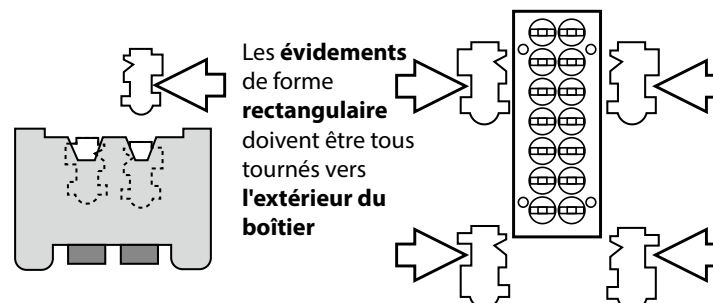 Les évidements
de forme
rectangulaire
doivent être tous
tournés vers
l'extérieur du
boîtier